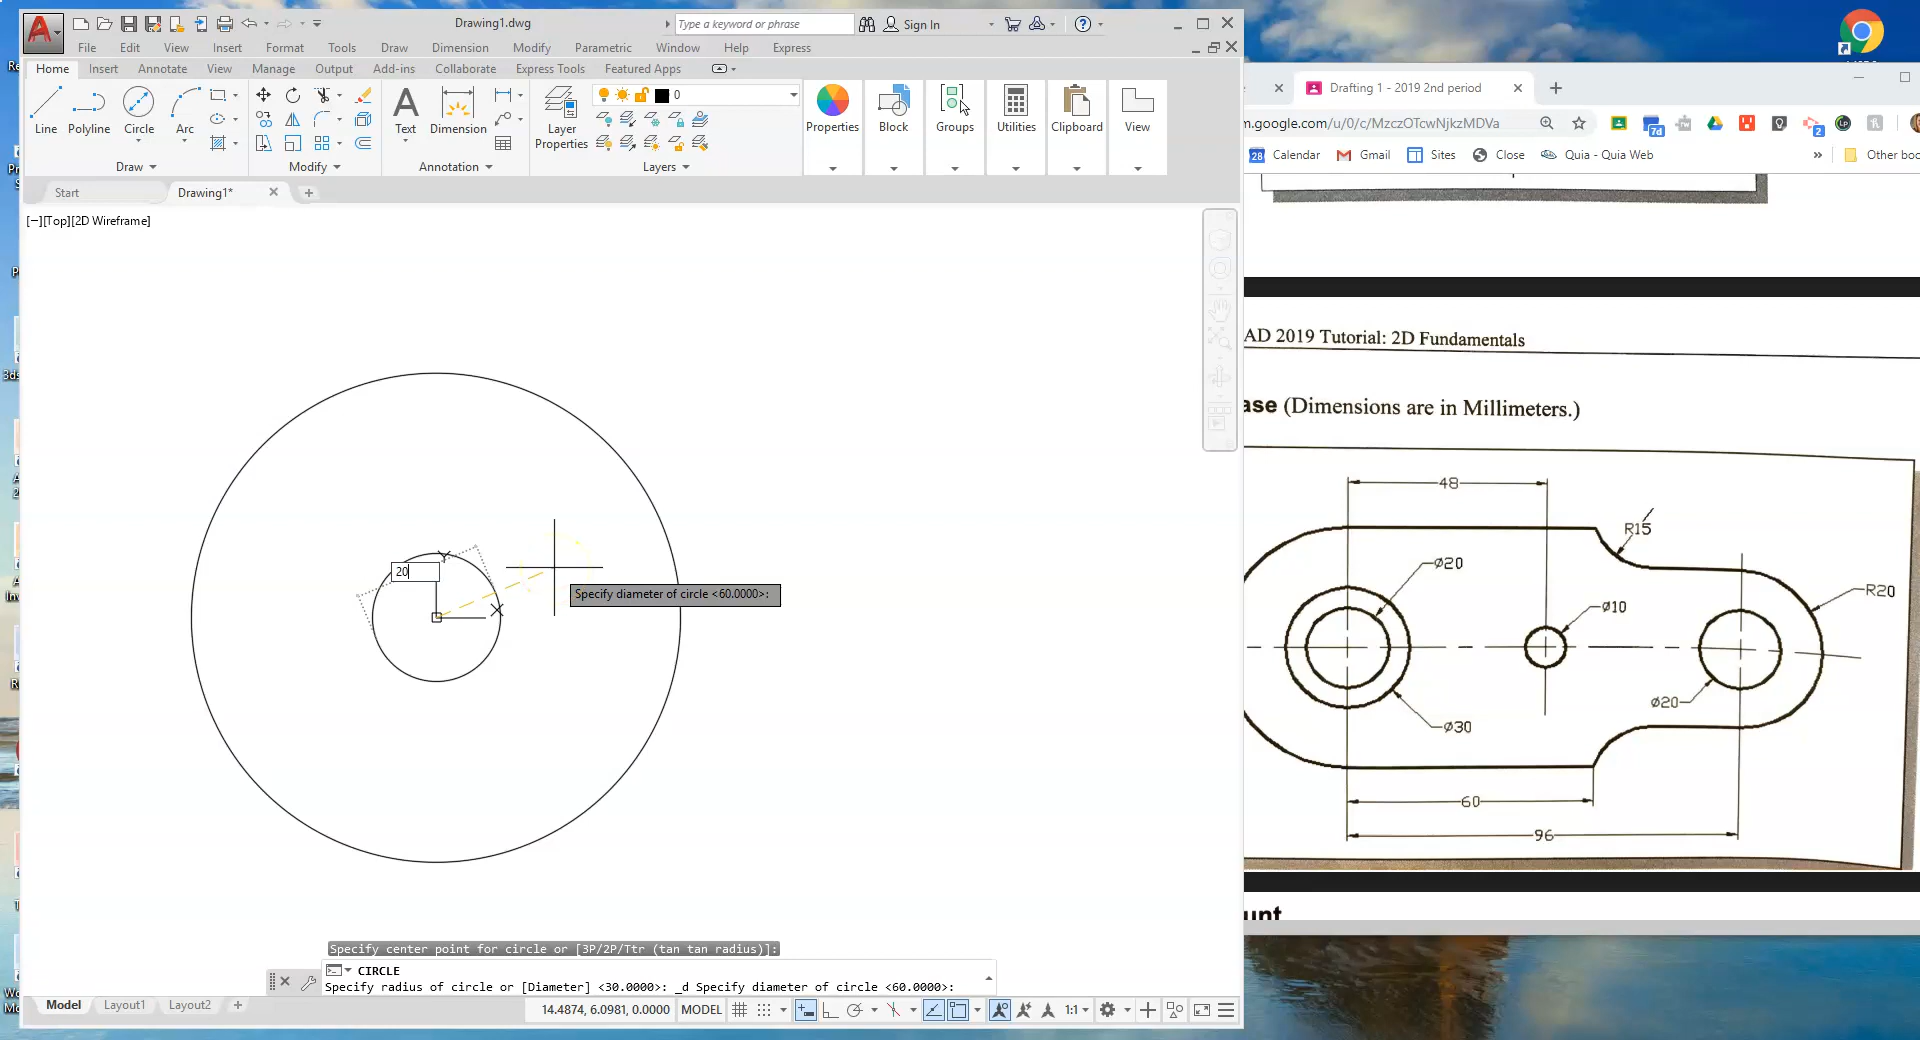 Drawing1.dwg
Type a keyword or phrase
Sign In
File Edit View Insert Format Tools Draw Dimension Modify Parametric Window Help Express
Home Insert Annotate View Manage Output Add-ins Collaborate Express Tools Featured Apps
Line Polyline Circle Arc
Text Dimension
Layer Properties
0
Properties Block Groups Utilities Clipboard View
Draw Modify Annotation Layers
Start Drawing1*
[−][Top][2D Wireframe]
20
Specify diameter of circle <60.0000>:
Specify center point for circle or [3P/2P/Ttr (tan tan radius)]:
CIRCLE
Specify radius of circle or [Diameter] <30.0000>: _d Specify diameter of circle <60.0000>:
Model Layout1 Layout2
14.4874, 6.0981, 0.0000 MODEL 1:1
Drafting 1 - 2019 2nd period
m.google.com/u/0/c/MzczOTcwNjkzMDVa
7d
2
28 Calendar Gmail Sites Close Quia - Quia Web » Other boo
AD 2019 Tutorial: 2D Fundamentals
ase (Dimensions are in Millimeters.)
48
R15
ø20
R20
ø10
ø20
ø30
60
96
unt